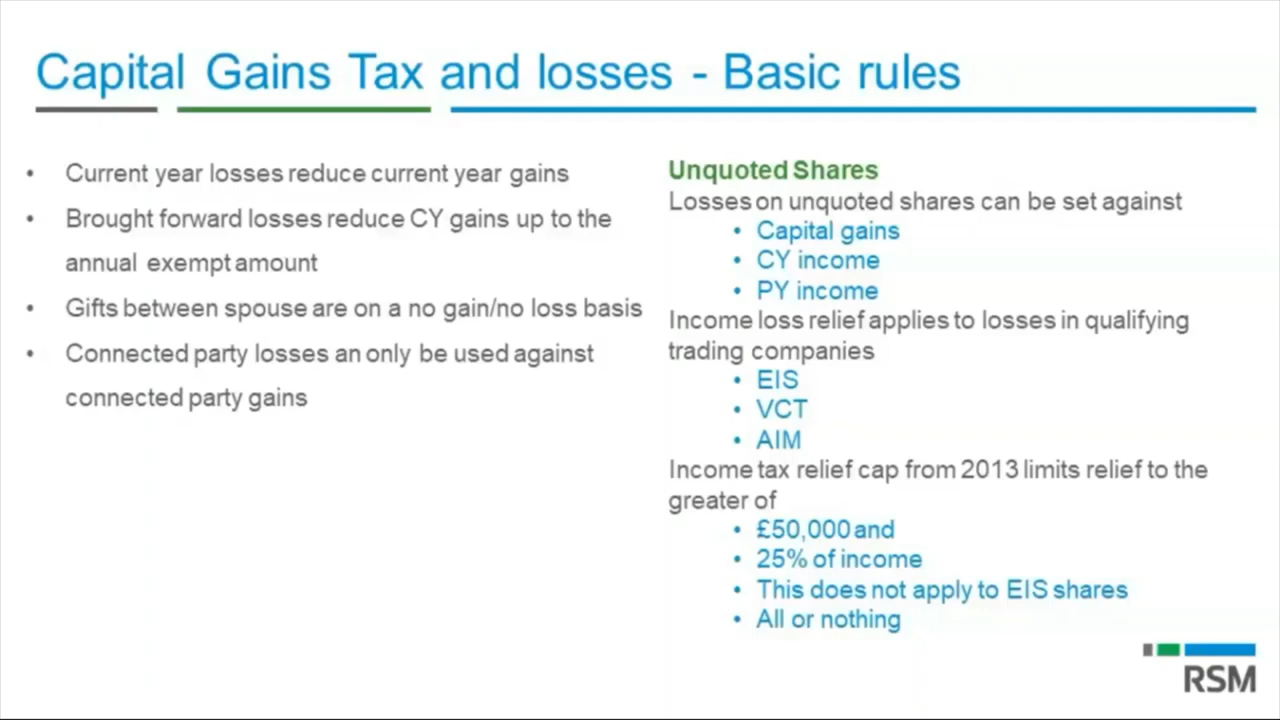 Capital Gains Tax and losses - Basic rules
• Current year losses reduce current year gains
• Brought forward losses reduce CY gains up to the
annual exempt amount
• Gifts between spouse are on a no gain/no loss basis
• Connected party losses an only be used against
connected party gains
Unquoted Shares
Losses on unquoted shares can be set against
• Capital gains
• CY income
• PY income
Income loss relief applies to losses in qualifying
trading companies
• EIS
• VCT
• AIM
Income tax relief cap from 2013 limits relief to the
greater of
• £50,000 and
• 25% of income
• This does not apply to EIS shares
• All or nothing
RSM